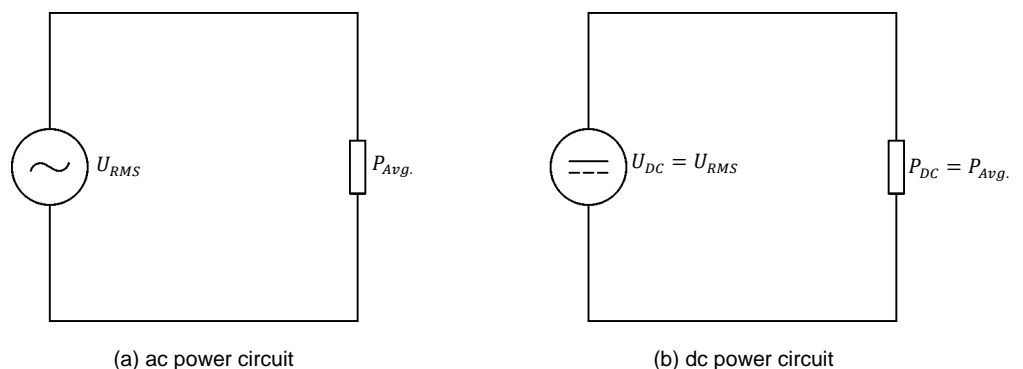 U_RMS
P_Avg.
(a) ac power circuit
U_DC = U_RMS
P_DC = P_Avg.
(b) dc power circuit